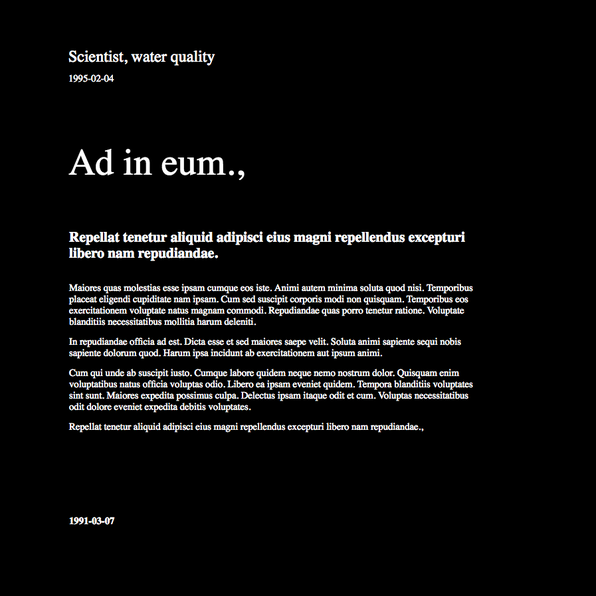 Scientist, water quality
1995-02-04
Ad in eum.,
Repellat tenetur aliquid adipisci eius magni repellendus excepturi
libero nam repudiandae.
Maiores quas molestias esse ipsam cumque eos iste. Animi autem minima soluta quod nisi. Temporibus
placeat eligendi cupiditate nam ipsam. Cum sed suscipit corporis modi non quisquam. Temporibus eos
exercitationem voluptate natus magnam commodi. Repudiandae quas porro tenetur ratione. Voluptate
blanditiis necessitatibus mollitia harum deleniti.
In repudiandae officia ad est. Dicta esse et sed maiores saepe velit. Soluta animi sapiente sequi nobis
sapiente dolorum quod. Harum ipsa incidunt ab exercitationem aut ipsum animi.
Cum qui unde ab suscipit iusto. Cumque labore quidem neque nemo nostrum dolor. Quisquam enim
voluptatibus natus officia voluptas odio. Libero ea ipsam eveniet quidem. Tempora blanditiis voluptates
sint sunt. Maiores expedita possimus culpa. Delectus ipsam itaque odit et cum. Voluptas necessitatibus
odit dolore eveniet expedita debitis voluptates.
Repellat tenetur aliquid adipisci eius magni repellendus excepturi libero nam repudiandae.,
1991-03-07